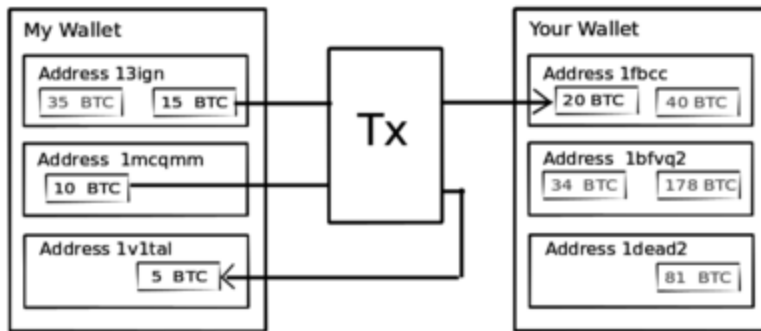 My Wallet
Address 13ign
35 BTC
15 BTC
Address 1mcqmm
10 BTC
Address 1v1tal
5 BTC
Tx
Your Wallet
Address 1fbcc
20 BTC
40 BTC
Address 1bfvq2
34 BTC
178 BTC
Address 1dead2
81 BTC